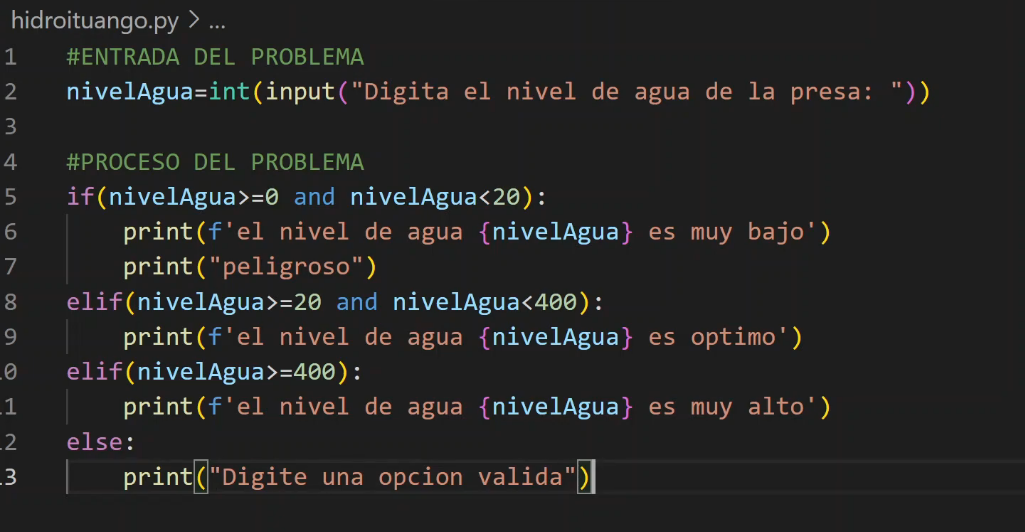 hidroituango.py > ...
1 #ENTRADA DEL PROBLEMA
2 nivelAgua=int(input("Digita el nivel de agua de la presa: "))
3
4 #PROCESO DEL PROBLEMA
5 if(nivelAgua>=0 and nivelAgua<20):
6     print(f'el nivel de agua {nivelAgua} es muy bajo')
7     print("peligroso")
8 elif(nivelAgua>=20 and nivelAgua<400):
9     print(f'el nivel de agua {nivelAgua} es optimo')
.0 elif(nivelAgua>=400):
.1     print(f'el nivel de agua {nivelAgua} es muy alto')
.2 else:
.3     print("Digite una opcion valida")